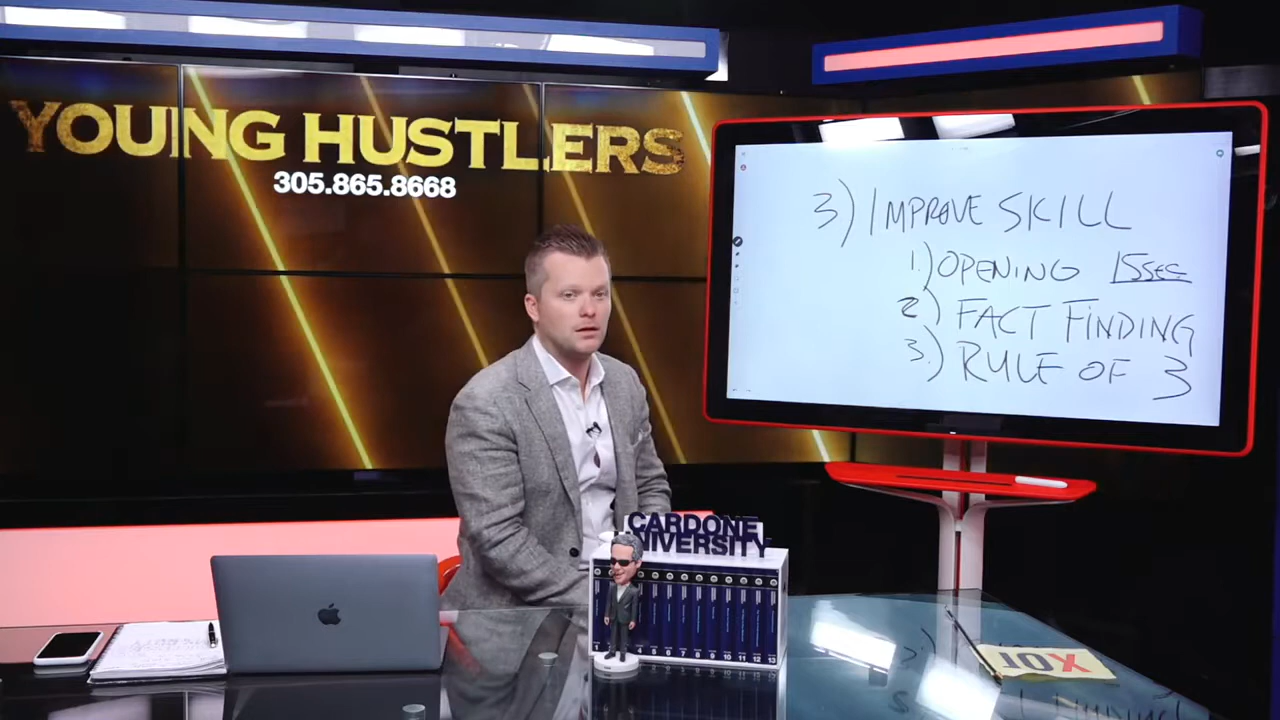 YOUNG HUSTLERS
305.865.8668
3) IMPROVE SKILL
1.) OPENING 15SEC
2) FACT FINDING
3.) RULE OF 3
CARDONE
UNIVERSITY
10X